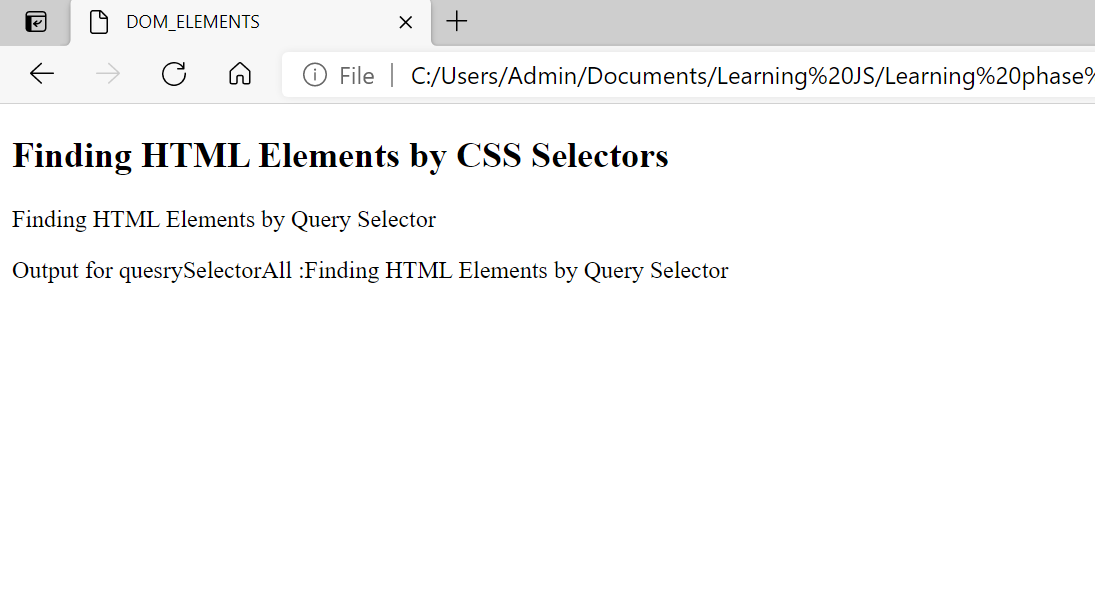 DOM_ELEMENTS
File | C:/Users/Admin/Documents/Learning%20JS/Learning%20phase%
Finding HTML Elements by CSS Selectors
Finding HTML Elements by Query Selector
Output for quesrySelectorAll :Finding HTML Elements by Query Selector